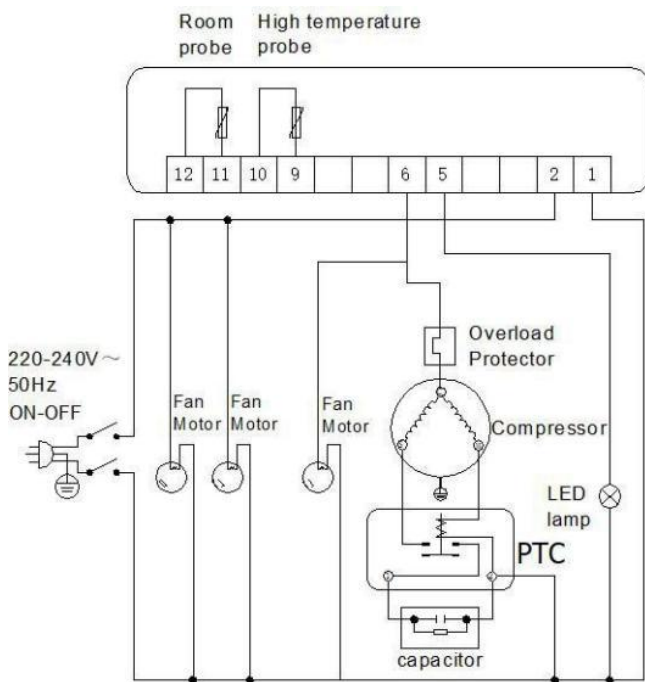 Room probe
High temperature probe
12 11 10 9 6 5 2 1
220-240V～
50Hz
ON-OFF
Fan Motor
Fan Motor
Fan Motor
Overload Protector
Compressor
LED lamp
PTC
capacitor